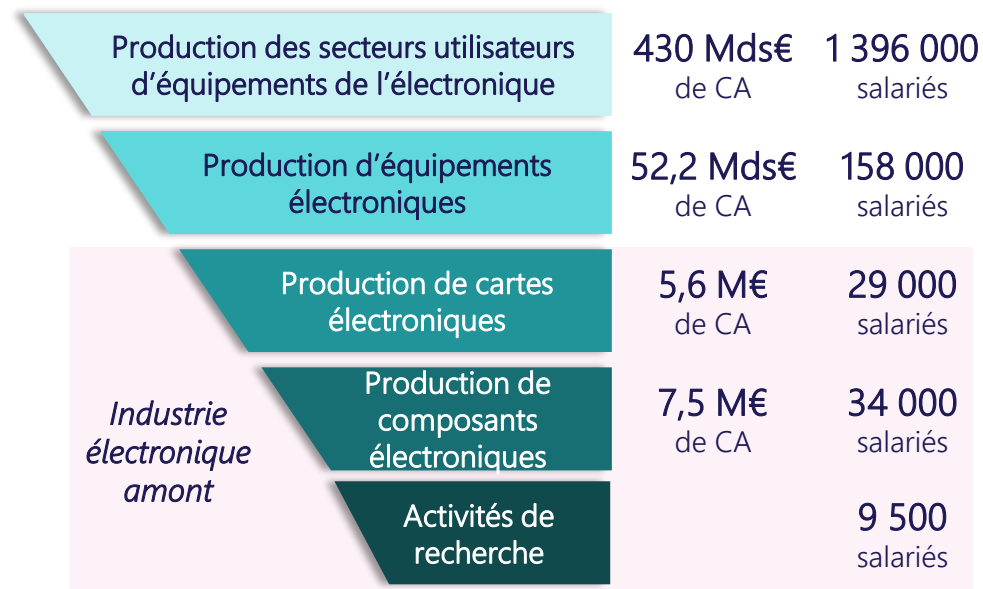 Production des secteurs utilisateurs
d’équipements de l’électronique
430 Mds€
de CA
1 396 000
salariés
Production d’équipements
électroniques
52,2 Mds€
de CA
158 000
salariés
Production de cartes
électroniques
5,6 M€
de CA
29 000
salariés
Industrie
électronique
amont
Production de
composants
électroniques
7,5 M€
de CA
34 000
salariés
Activités de
recherche
9 500
salariés